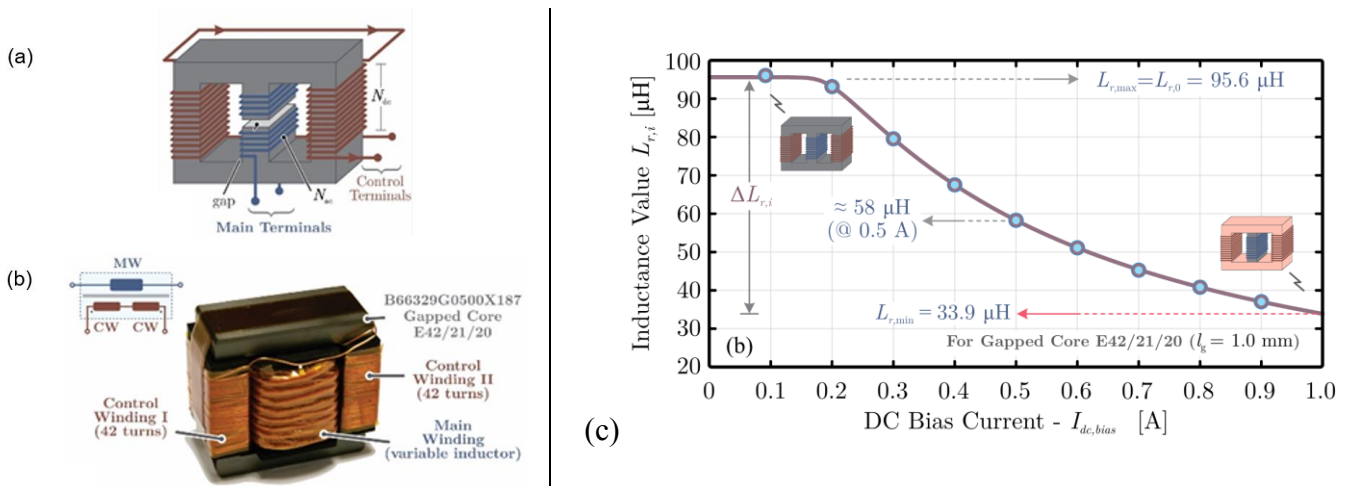 (a)
N_dc
gap
N_ac
Control
Terminals
Main Terminals
(b)
MW
CW CW
B66329G0500X187
Gapped Core
E42/21/20
Control
Winding II
(42 turns)
Control
Winding I
(42 turns)
Main
Winding
(variable inductor)
(c)
Inductance Value L_r,i [μH]
100
90
80
70
60
50
40
30
20
L_r,max = L_r,0 = 95.6 μH
ΔL_r,i
≈ 58 μH
(@ 0.5 A)
L_r,min = 33.9 μH
(b)
For Gapped Core E42/21/20 (l_g = 1.0 mm)
0 0.1 0.2 0.3 0.4 0.5 0.6 0.7 0.8 0.9 1.0
DC Bias Current - I_dc,bias [A]